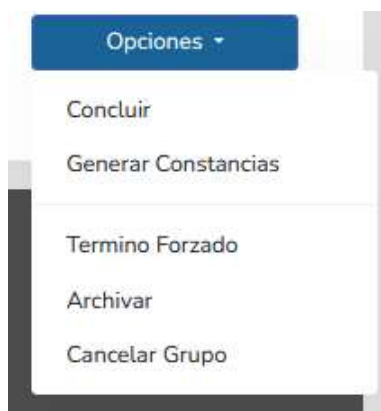 Opciones
Concluir
Generar Constancias
Termino Forzado
Archivar
Cancelar Grupo